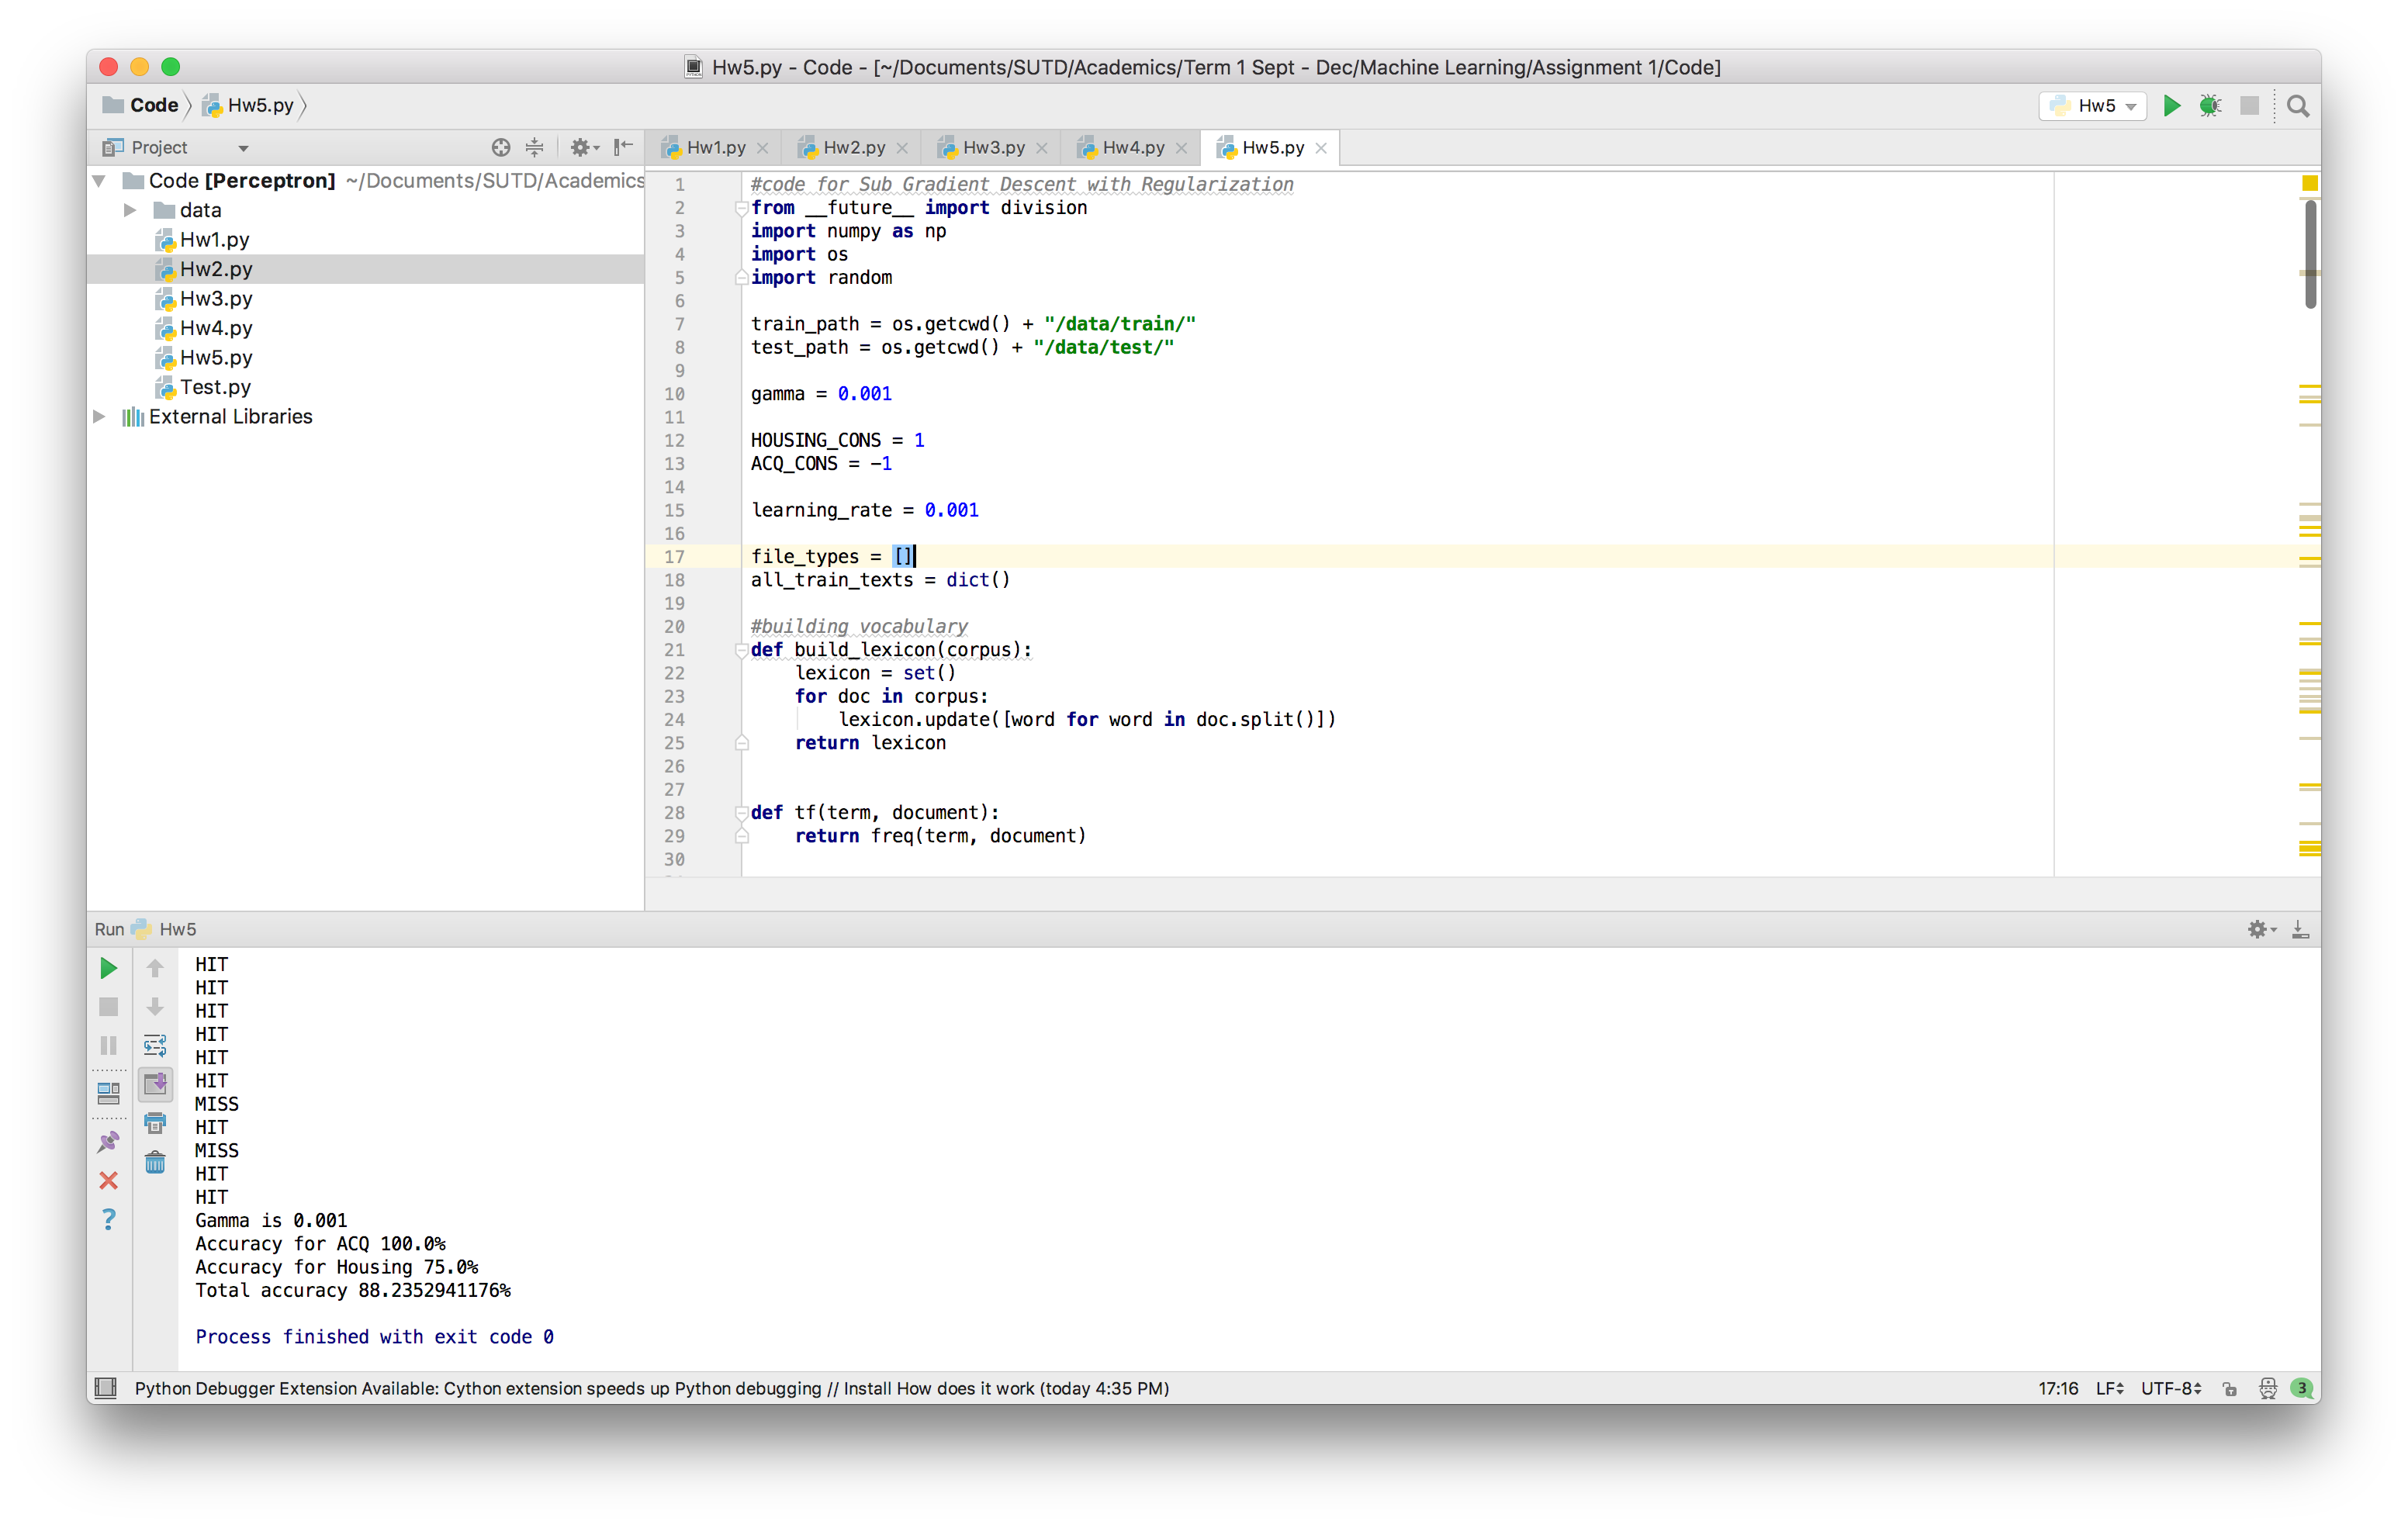 Hw5.py - Code - [~/Documents/SUTD/Academics/Term 1 Sept - Dec/Machine Learning/Assignment 1/Code]
Code Hw5.py Hw5
Project Hw1.py Hw2.py Hw3.py Hw4.py Hw5.py
Code [Perceptron] ~/Documents/SUTD/Academics
data
Hw1.py
Hw2.py
Hw3.py
Hw4.py
Hw5.py
Test.py
External Libraries
1 #code for Sub Gradient Descent with Regularization
2 from __future__ import division
3 import numpy as np
4 import os
5 import random
6
7 train_path = os.getcwd() + "/data/train/"
8 test_path = os.getcwd() + "/data/test/"
9
10 gamma = 0.001
11
12 HOUSING_CONS = 1
13 ACQ_CONS = -1
14
15 learning_rate = 0.001
16
17 file_types = []
18 all_train_texts = dict()
19
20 #building vocabulary
21 def build_lexicon(corpus):
22 lexicon = set()
23 for doc in corpus:
24 lexicon.update([word for word in doc.split()])
25 return lexicon
26
27
28 def tf(term, document):
29 return freq(term, document)
30
Run Hw5
HIT
HIT
HIT
HIT
HIT
HIT
MISS
HIT
MISS
HIT
HIT
Gamma is 0.001
Accuracy for ACQ 100.0%
Accuracy for Housing 75.0%
Total accuracy 88.2352941176%
Process finished with exit code 0
Python Debugger Extension Available: Cython extension speeds up Python debugging // Install How does it work (today 4:35 PM) 17:16 LF UTF-8 3